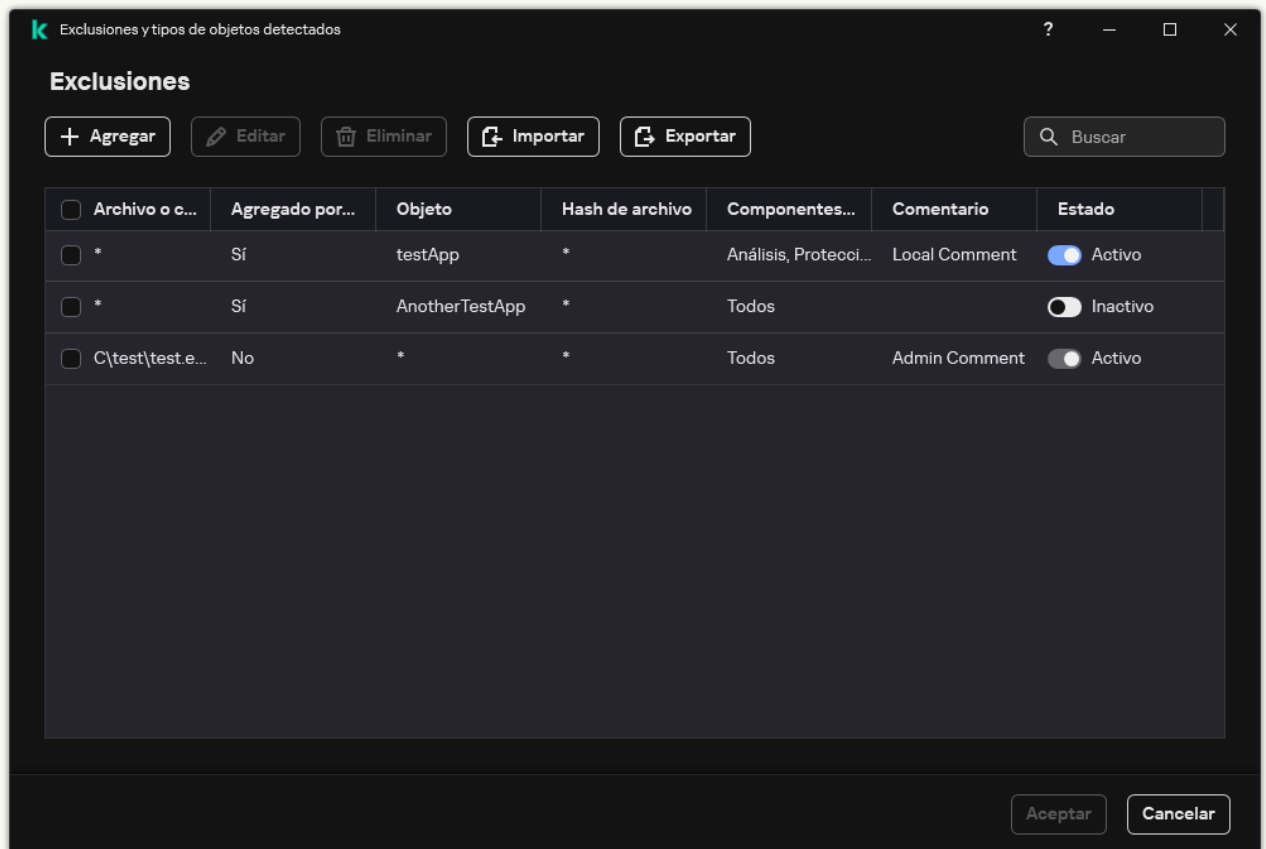 Exclusiones y tipos de objetos detectados ?
Exclusiones
Agregar Editar Eliminar Importar Exportar Buscar
Archivo o c... Agregado por... Objeto Hash de archivo Componentes... Comentario Estado
* Sí testApp * Análisis, Protecci... Local Comment Activo
* Sí AnotherTestApp * Todos Inactivo
C\test\test.e... No * * Todos Admin Comment Activo
Aceptar Cancelar